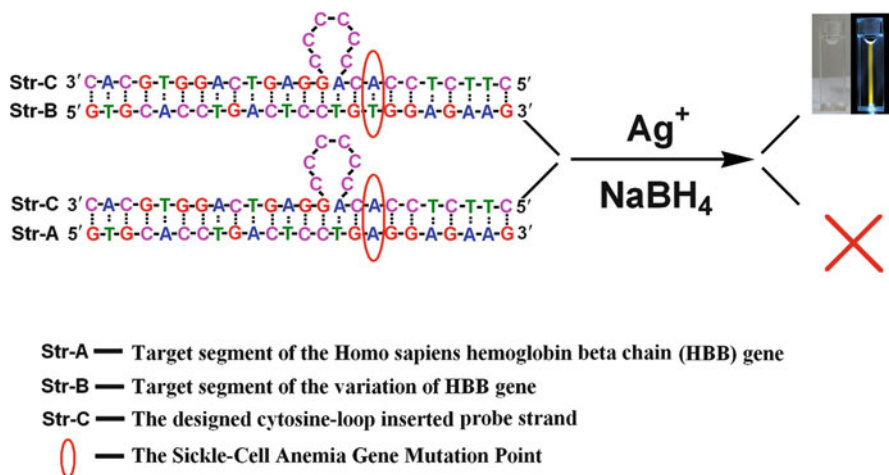 C C
C C
C C
Str-C 3′ C-A-C-G-T-G-G-A-C-T-G-A-G-G-A-C-A-C-C-T-C-T-T-C 5′
Str-B 5′ G-T-G-C-A-C-C-T-G-A-C-T-C-C-T-G-T-G-G-A-G-A-A-G 3′
C C
C C
C C
Str-C 3′ C-A-C-G-T-G-G-A-C-T-G-A-G-G-A-C-A-C-C-T-C-T-T-C 5′
Str-A 5′ G-T-G-C-A-C-C-T-G-A-C-T-C-C-T-G-A-G-G-A-G-A-A-G 3′
Ag+
NaBH4
Str-A — Target segment of the Homo sapiens hemoglobin beta chain (HBB) gene
Str-B — Target segment of the variation of HBB gene
Str-C — The designed cytosine-loop inserted probe strand
— The Sickle-Cell Anemia Gene Mutation Point